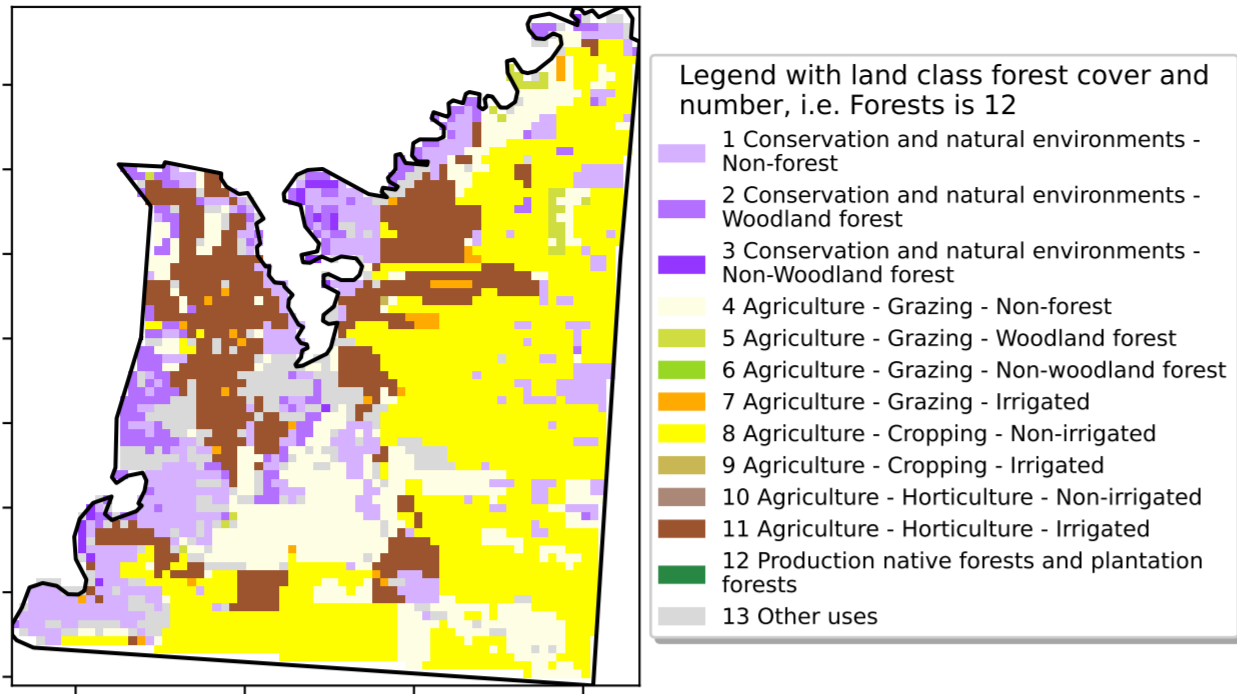 Legend with land class forest cover and
number, i.e. Forests is 12
1 Conservation and natural environments -
Non-forest
2 Conservation and natural environments -
Woodland forest
3 Conservation and natural environments -
Non-Woodland forest
4 Agriculture - Grazing - Non-forest
5 Agriculture - Grazing - Woodland forest
6 Agriculture - Grazing - Non-woodland forest
7 Agriculture - Grazing - Irrigated
8 Agriculture - Cropping - Non-irrigated
9 Agriculture - Cropping - Irrigated
10 Agriculture - Horticulture - Non-irrigated
11 Agriculture - Horticulture - Irrigated
12 Production native forests and plantation
forests
13 Other uses